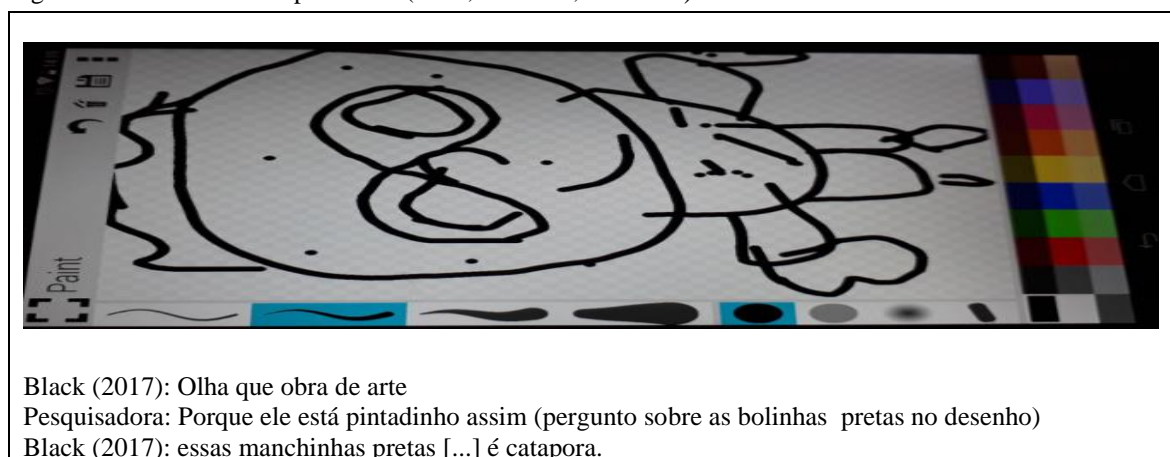 Paint
Black (2017): Olha que obra de arte
Pesquisadora: Porque ele está pintadinho assim (pergunto sobre as bolinhas pretas no desenho)
Black (2017): essas manchinhas pretas [...] é catapora.